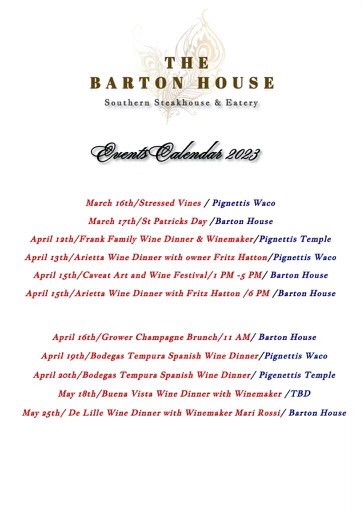 THE
BARTON HOUSE
Southern Steakhouse & Eatery
Events Calendar 2023
March 16th/Stressed Vines / Pignettis Waco
March 17th/St Patricks Day /Barton House
April 12th/Frank Family Wine Dinner & Winemaker/Pignettis Temple
April 13th/Arietta Wine Dinner with owner Fritz Hatton/Pignettis Waco
April 15th/Caveat Art and Wine Festival/1 PM -5 PM/ Barton House
April 15th/Arietta Wine Dinner with Fritz Hatton /6 PM /Barton House
April 16th/Grower Champagne Brunch/11 AM/ Barton House
April 19th/Bodegas Tempura Spanish Wine Dinner/Pignettis Waco
April 20th/Bodegas Tempura Spanish Wine Dinner/ Pignettis Temple
May 18th/Buena Vista Wine Dinner with Winemaker /TBD
May 25th/ De Lille Wine Dinner with Winemaker Mari Rossi/ Barton House